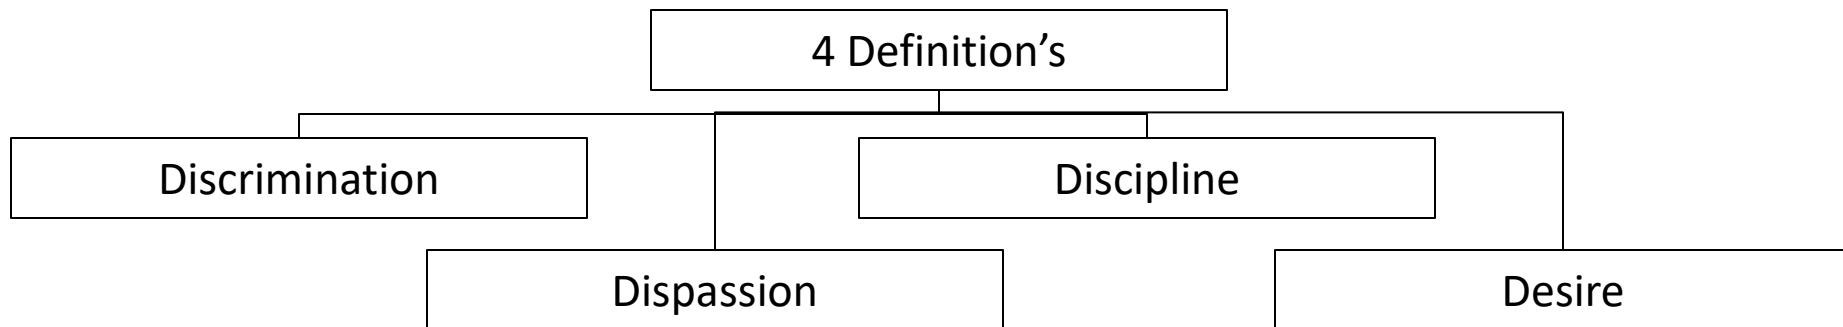 4 Definition’s
Discrimination
Discipline
Dispassion
Desire